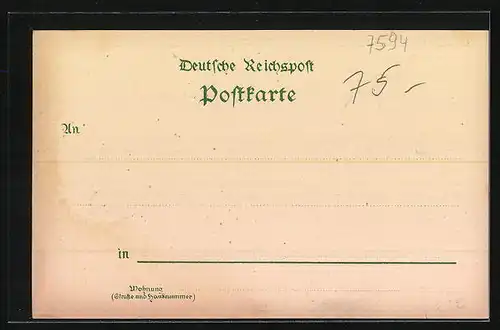 7594
Deutsche Reichspost
75,-
Postkarte
An
in
Wohnung
(Straße und Hausnummer)